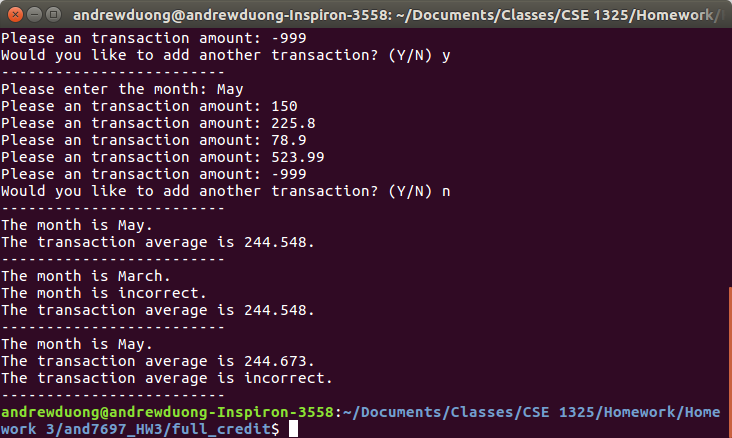 andrewduong@andrewduong-Inspiron-3558: ~/Documents/Classes/CSE 1325/Homework/
Please an transaction amount: -999
Would you like to add another transaction? (Y/N) y
-------------------------
Please enter the month: May
Please an transaction amount: 150
Please an transaction amount: 225.8
Please an transaction amount: 78.9
Please an transaction amount: 523.99
Please an transaction amount: -999
Would you like to add another transaction? (Y/N) n
-------------------------
The month is May.
The transaction average is 244.548.
-------------------------
The month is March.
The month is incorrect.
The transaction average is 244.548.
-------------------------
The month is May.
The transaction average is 244.673.
The transaction average is incorrect.
-------------------------
andrewduong@andrewduong-Inspiron-3558:~/Documents/Classes/CSE 1325/Homework/Home
work 3/and7697_HW3/full_credit$